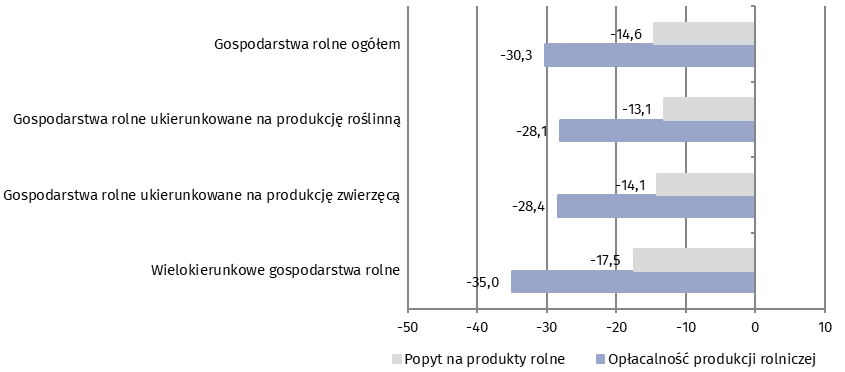 Gospodarstwa rolne ogółem
-14,6
-30,3
Gospodarstwa rolne ukierunkowane na produkcję roślinną
-13,1
-28,1
Gospodarstwa rolne ukierunkowane na produkcję zwierzęcą
-14,1
-28,4
Wielokierunkowe gospodarstwa rolne
-17,5
-35,0
-50 -40 -30 -20 -10 0 10
Popyt na produkty rolne Opłacalność produkcji rolniczej